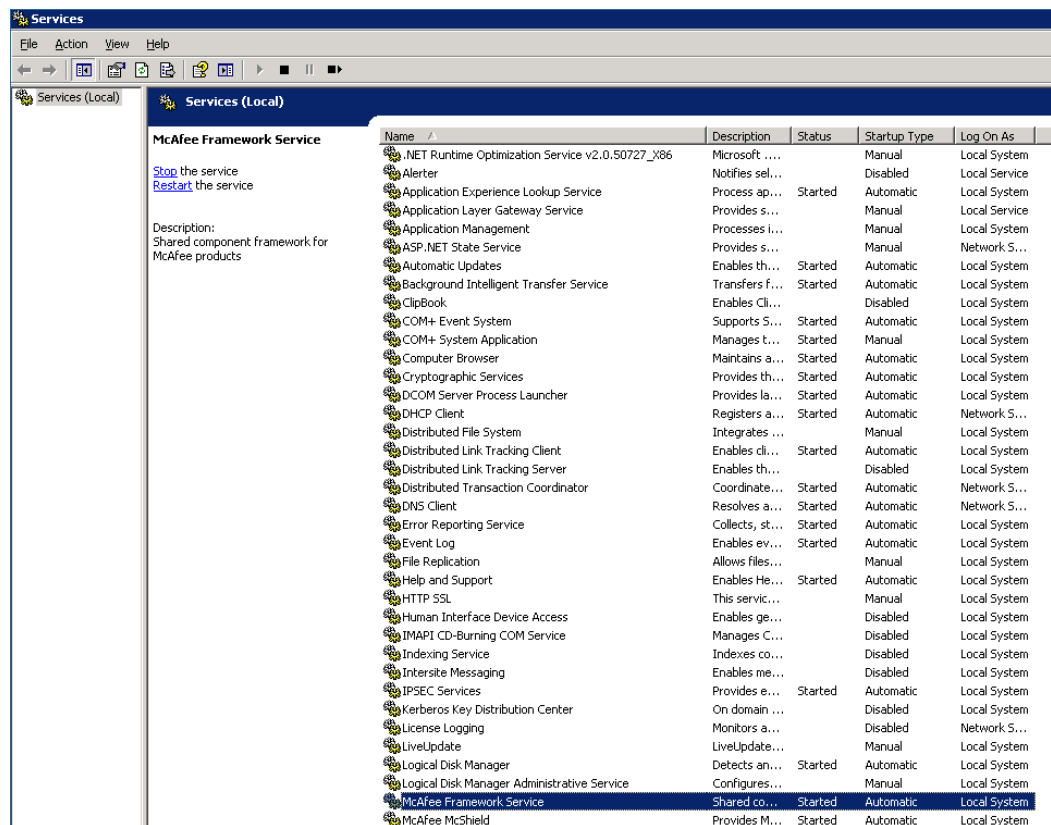 Services
File Action View Help
Services (Local)
Services (Local)
McAfee Framework Service
Stop the service
Restart the service
Description:
Shared component framework for
McAfee products
Name Description Status Startup Type Log On As
.NET Runtime Optimization Service v2.0.50727_X86 Microsoft .... Manual Local System
Alerter Notifies sel... Disabled Local Service
Application Experience Lookup Service Process ap... Started Automatic Local System
Application Layer Gateway Service Provides s... Manual Local Service
Application Management Processes i... Manual Local System
ASP.NET State Service Provides s... Manual Network S...
Automatic Updates Enables th... Started Automatic Local System
Background Intelligent Transfer Service Transfers f... Started Automatic Local System
ClipBook Enables Cli... Disabled Local System
COM+ Event System Supports S... Started Automatic Local System
COM+ System Application Manages t... Started Manual Local System
Computer Browser Maintains a... Started Automatic Local System
Cryptographic Services Provides th... Started Automatic Local System
DCOM Server Process Launcher Provides la... Started Automatic Local System
DHCP Client Registers a... Started Automatic Network S...
Distributed File System Integrates ... Manual Local System
Distributed Link Tracking Client Enables cli... Started Automatic Local System
Distributed Link Tracking Server Enables th... Disabled Local System
Distributed Transaction Coordinator Coordinate... Started Automatic Network S...
DNS Client Resolves a... Started Automatic Network S...
Error Reporting Service Collects, st... Started Automatic Local System
Event Log Enables ev... Started Automatic Local System
File Replication Allows files... Manual Local System
Help and Support Enables He... Started Automatic Local System
HTTP SSL This servic... Manual Local System
Human Interface Device Access Enables ge... Disabled Local System
IMAPI CD-Burning COM Service Manages C... Disabled Local System
Indexing Service Indexes co... Disabled Local System
Intersite Messaging Enables me... Disabled Local System
IPSEC Services Provides e... Started Automatic Local System
Kerberos Key Distribution Center On domain ... Disabled Local System
License Logging Monitors a... Disabled Network S...
LiveUpdate LiveUpdate... Manual Local System
Logical Disk Manager Detects an... Started Automatic Local System
Logical Disk Manager Administrative Service Configures... Manual Local System
McAfee Framework Service Shared co... Started Automatic Local System
McAfee McShield Provides M... Started Automatic Local System